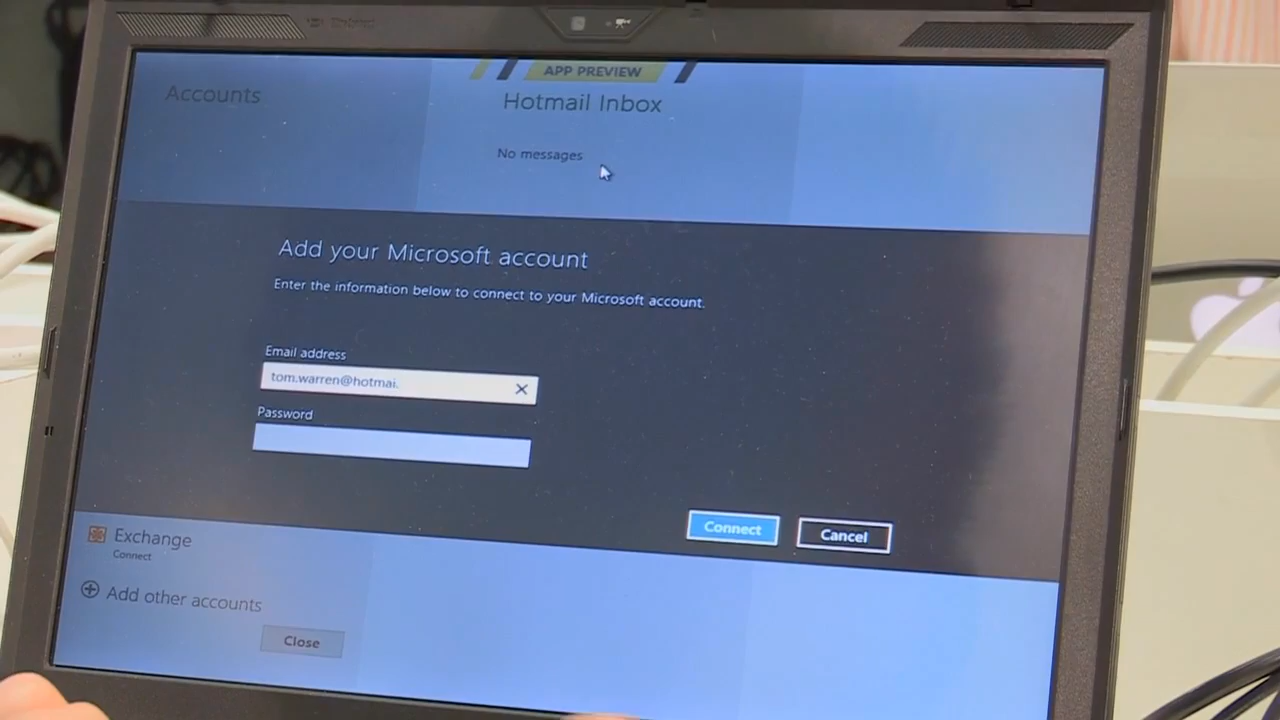 APP PREVIEW
Accounts
Hotmail Inbox
No messages
Add your Microsoft account
Enter the information below to connect to your Microsoft account.
Email address
tom.warren@hotmai.
Password
Connect
Cancel
Exchange
Connect
Add other accounts
Close